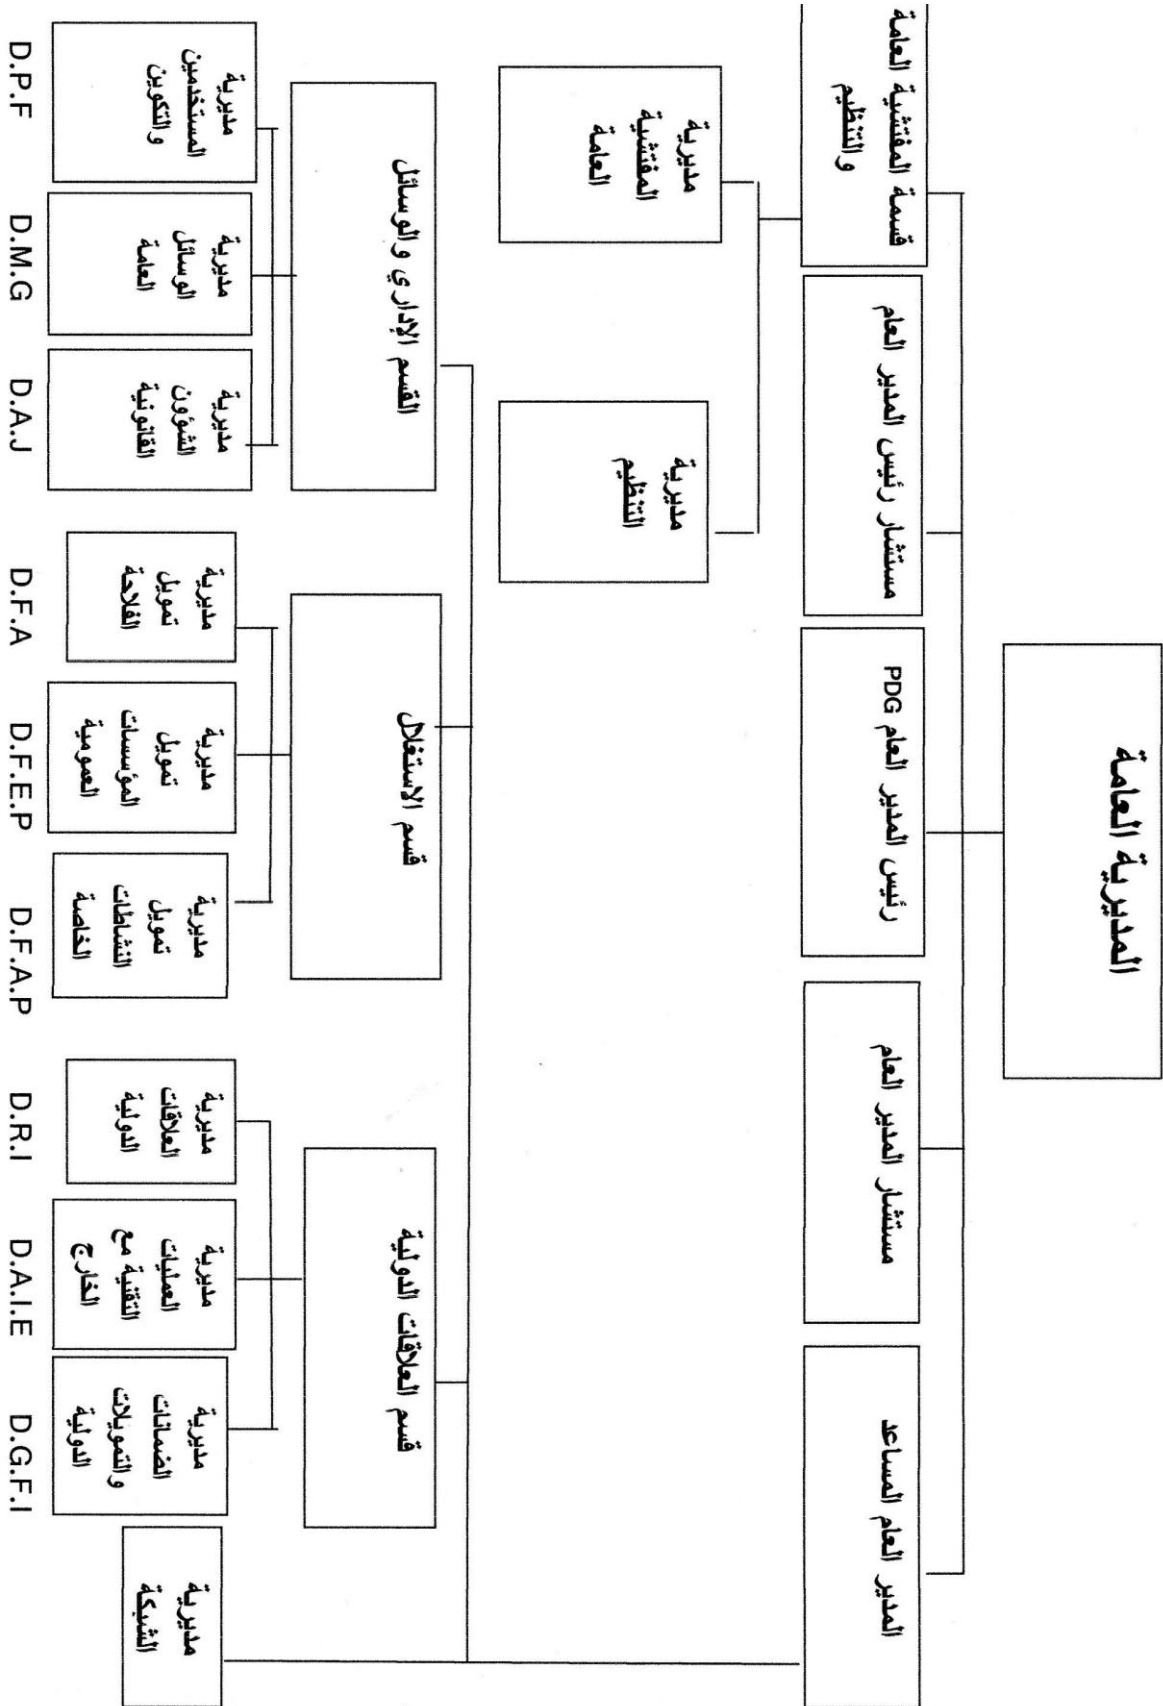 المديرية العامة
المدير العام المساعد
مستشار المدير العام
رئيس المدير العام PDG
مستشار رئيس المدير العام
قسمة المفتشية العامة
والتنظيم
مديرية
التنظيم
مديرية
المفتشية
العامة
قسم العلاقات الدولية
قسم الاستغلال
القسم الإداري والوسائل
مديرية
الشبكة
مديرية
الضمانات
والتمويلات
الدولية
مديرية
العمليات
التقنية مع
الخارج
مديرية
العلاقات
الدولية
مديرية
تمويل
النشاطات
الخاصة
مديرية
تمويل
المؤسسات
العمومية
مديرية
تمويل
الفلاحة
مديرية
الشؤون
القانونية
مديرية
الوسائل
العامة
مديرية
المستخدمين
والتكوين
D.P.F D.M.G D.A.J D.F.A D.F.E.P D.F.A.P D.R.I D.A.I.E D.G.F.I